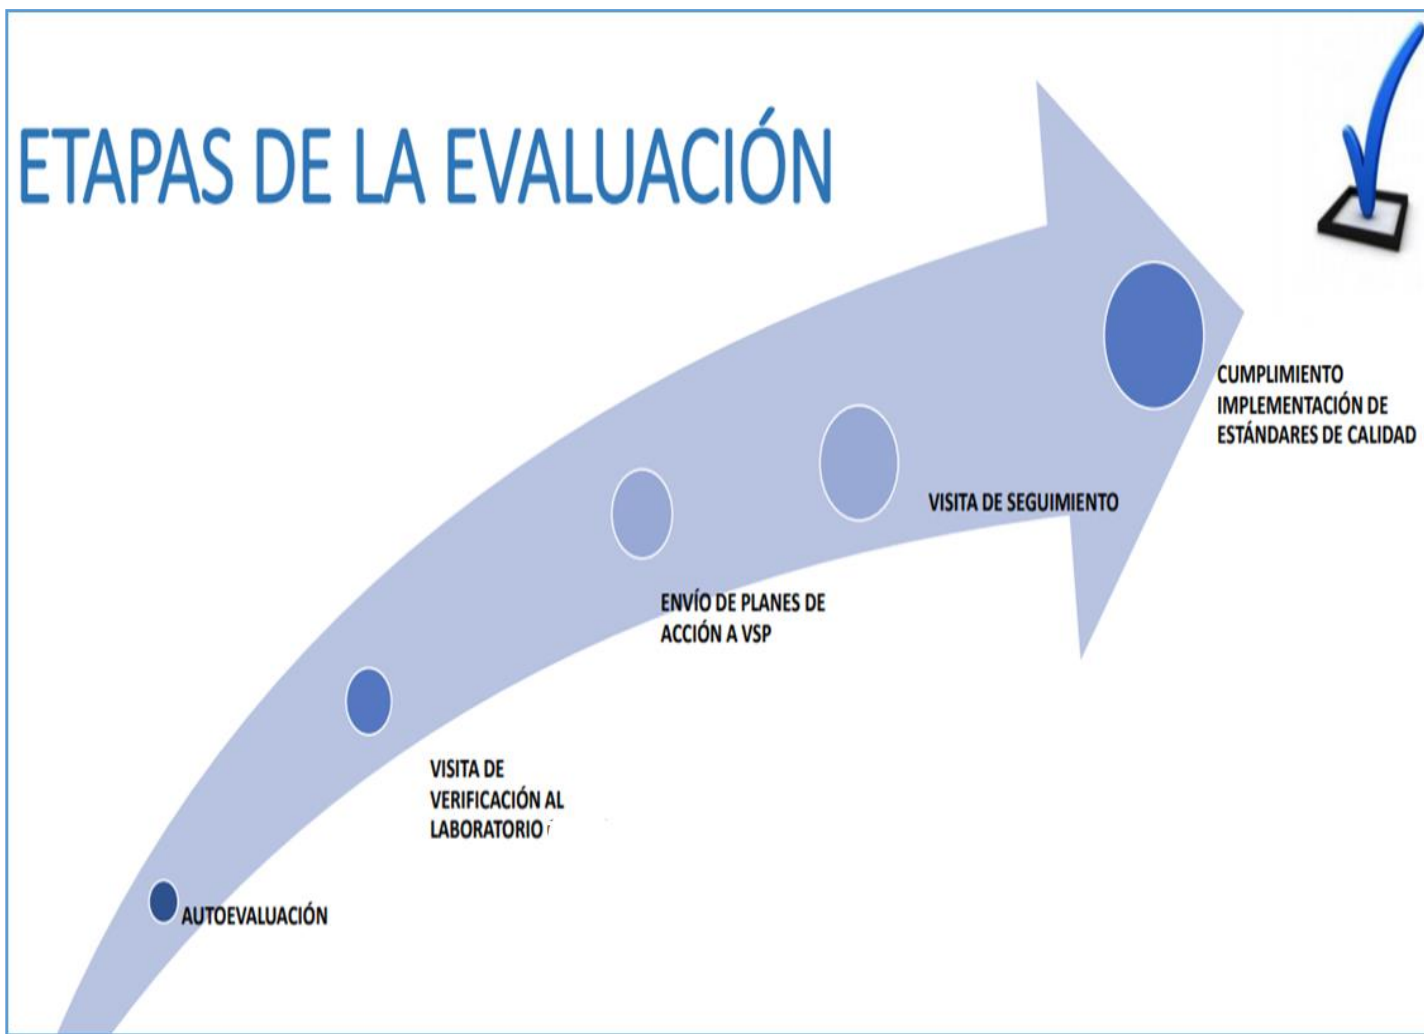 ETAPAS DE LA EVALUACIÓN
CUMPLIMIENTO
IMPLEMENTACIÓN DE
ESTÁNDARES DE CALIDAD
VISITA DE SEGUIMIENTO
ENVÍO DE PLANES DE
ACCIÓN A VSP
VISITA DE
VERIFICACIÓN AL
LABORATORIO
AUTOEVALUACIÓN